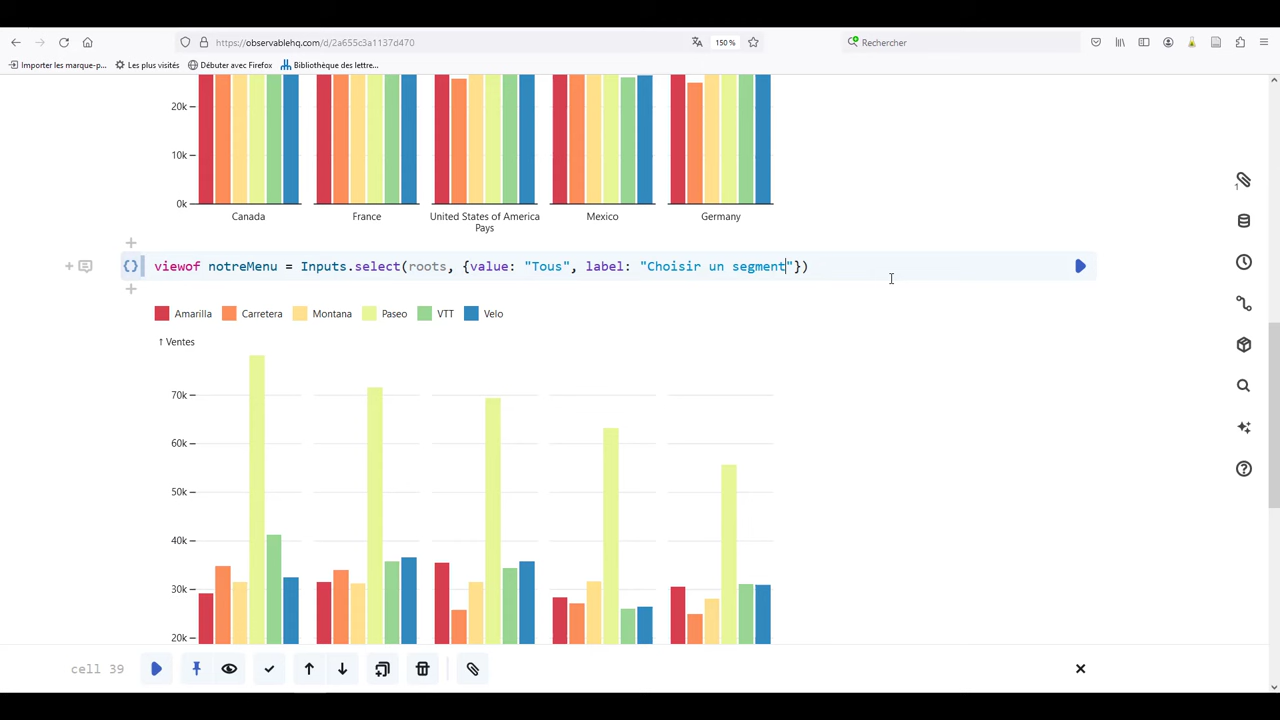 https://observablehq.com/d/2a655c3a1137d470
150 %
Rechercher
Importer les marque-p...
Les plus visités
Débuter avec Firefox
Bibliothèque des lettre...
20k
10k
0k
Canada
France
United States of America
Mexico
Germany
Pays
1
viewof notreMenu = Inputs.select(roots, {value: "Tous", label: "Choisir un segment"})
Amarilla
Carretera
Montana
Paseo
VTT
Velo
↑ Ventes
70k
60k
50k
40k
30k
20k
cell 39